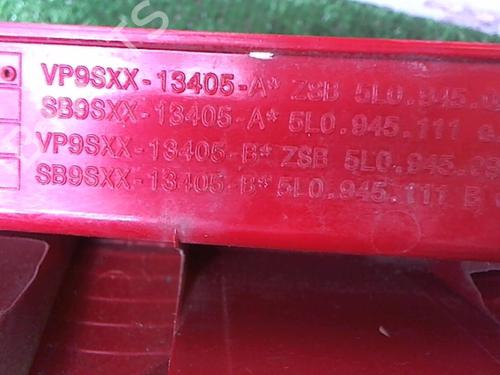 VP9SXX-13405-A* ZSB 5L0.945.
SB9SXX-13405-A* 5L0.945.111
VP9SXX-13405-B* ZSB 5L0.945.
SB9SXX-13405-B* 5L0.945.111 B